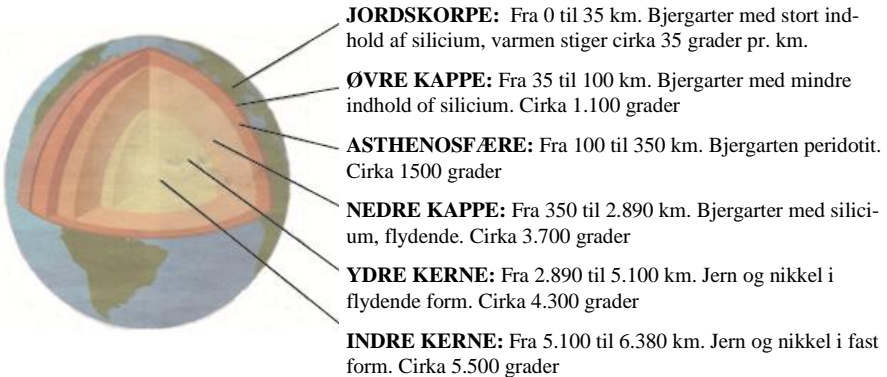 JORDSKORPE: Fra 0 til 35 km. Bjergarter med stort ind-
hold af silicium, varmen stiger cirka 35 grader pr. km.
ØVRE KAPPE: Fra 35 til 100 km. Bjergarter med mindre
indhold of silicium. Cirka 1.100 grader
ASTHENOSFÆRE: Fra 100 til 350 km. Bjergarten peridotit.
Cirka 1500 grader
NEDRE KAPPE: Fra 350 til 2.890 km. Bjergarter med silici-
um, flydende. Cirka 3.700 grader
YDRE KERNE: Fra 2.890 til 5.100 km. Jern og nikkel i
flydende form. Cirka 4.300 grader
INDRE KERNE: Fra 5.100 til 6.380 km. Jern og nikkel i fast
form. Cirka 5.500 grader